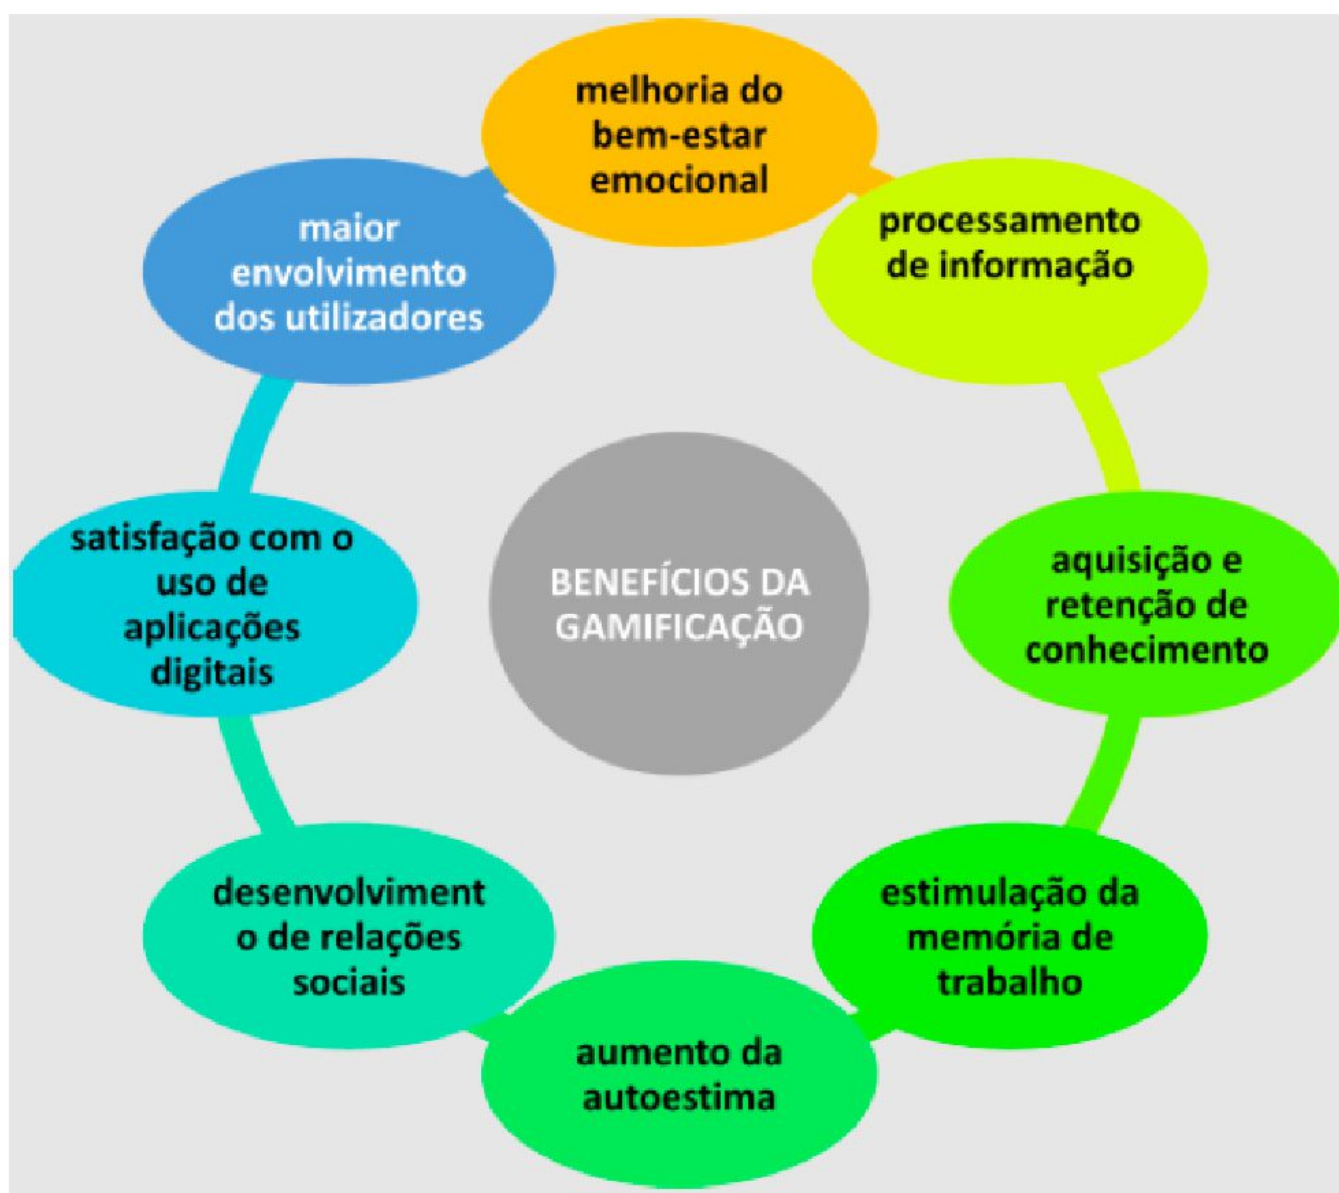 melhoria do
bem-estar
emocional
processamento
de informação
aquisição e
retenção de
conhecimento
estimulação da
memória de
trabalho
aumento da
autoestima
desenvolviment
o de relações
sociais
satisfação com o
uso de
aplicações
digitais
maior
envolvimento
dos utilizadores
BENEFÍCIOS DA
GAMIFICAÇÃO